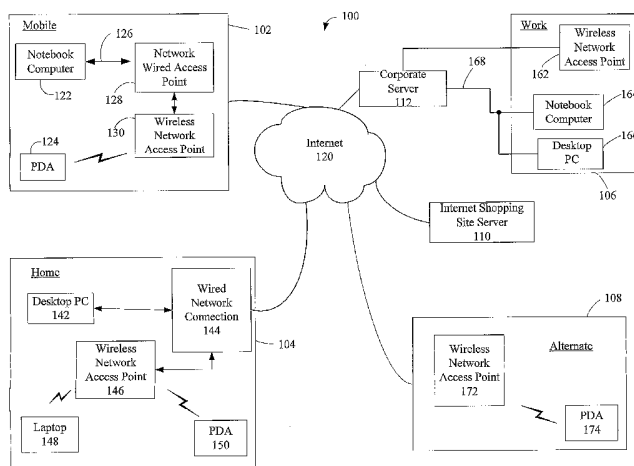 100
Mobile
102
126
Notebook
Computer
122
Network
Wired Access
Point
128
130
Wireless
Network
Access Point
124
PDA
Internet
120
Corporate
Server
112
168
Work
Wireless
Network
Access Point
162
Notebook
Computer
164
Desktop
PC
166
106
Internet Shopping
Site Server
110
Home
Desktop PC
142
Wired
Network
Connection
144
104
Wireless
Network
Access Point
146
Laptop
148
PDA
150
108
Alternate
Wireless
Network
Access Point
172
PDA
174